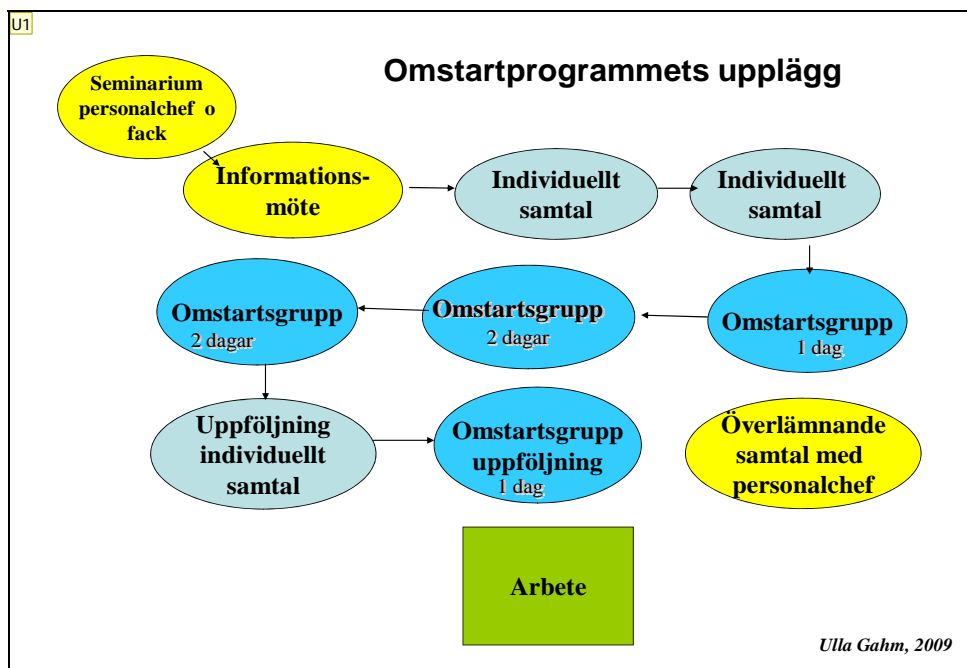 U1
Omstartprogrammets upplägg
Seminarium
personalchef o
fack
Informations-
möte
Individuellt
samtal
Individuellt
samtal
Omstartsgrupp
1 dag
Omstartsgrupp
2 dagar
Omstartsgrupp
2 dagar
Uppföljning
individuellt
samtal
Omstartsgrupp
uppföljning
1 dag
Överlämnande
samtal med
personalchef
Arbete
Ulla Gahm, 2009